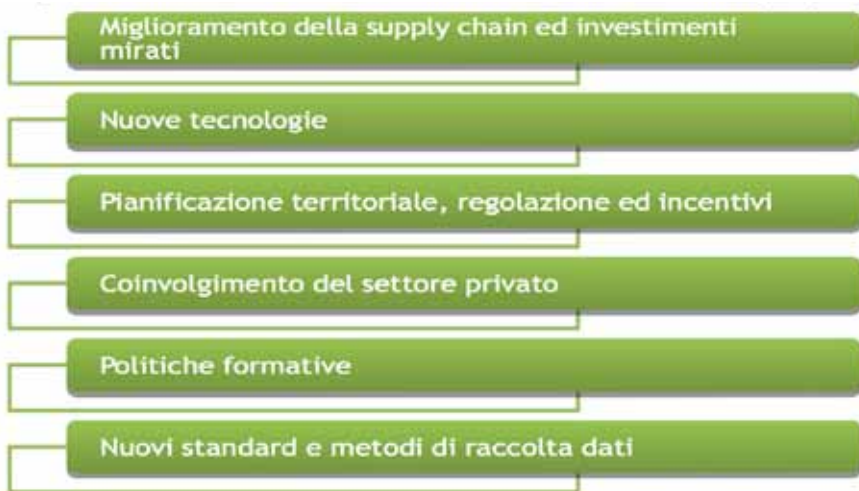 Miglioramento della supply chain ed investimenti
mirati
Nuove tecnologie
Pianificazione territoriale, regolazione ed incentivi
Coinvolgimento del settore privato
Politiche formative
Nuovi standard e metodi di raccolta dati